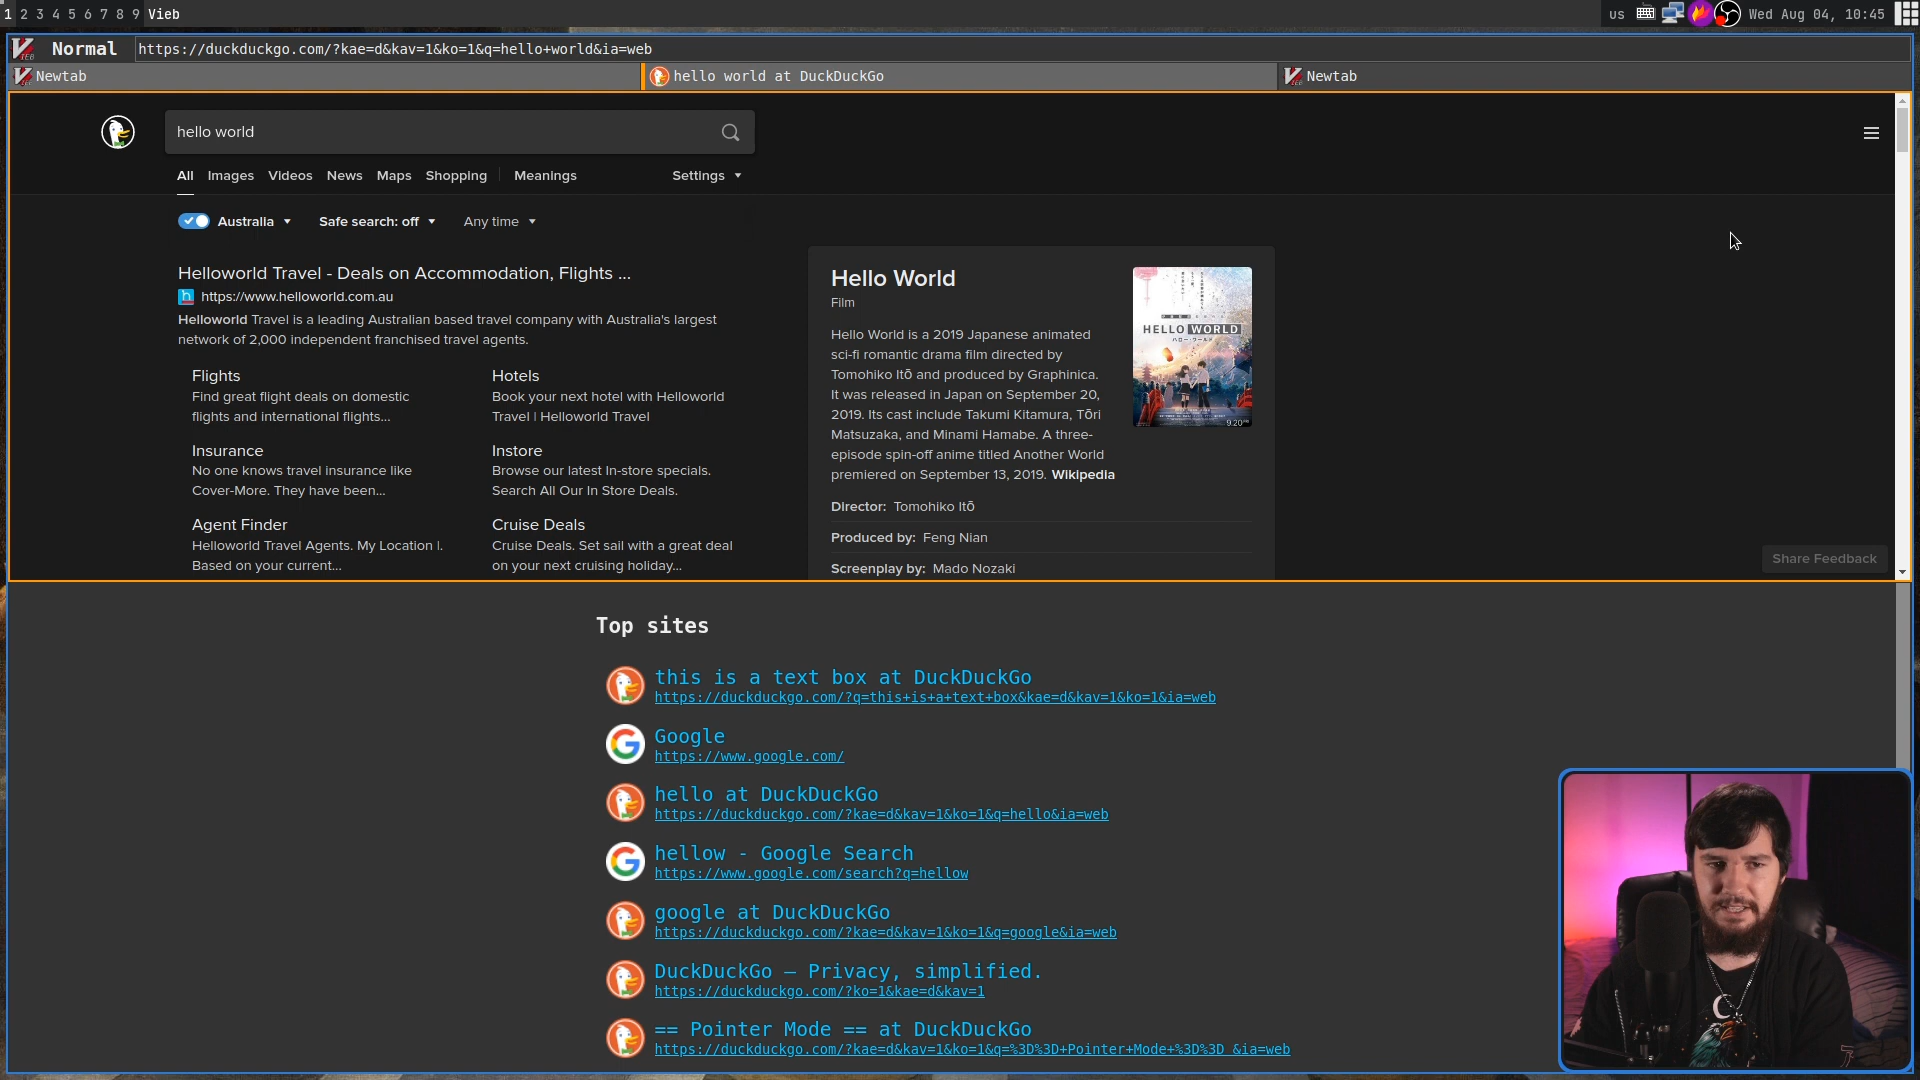 1 2 3 4 5 6 7 8 9 Vieb
us
Wed Aug 04, 10:45
Normal
https://duckduckgo.com/?kae=d&kav=1&ko=1&q=hello+world&ia=web
Newtab
hello world at DuckDuckGo
Newtab
hello world
All Images Videos News Maps Shopping Meanings Settings
Australia Safe search: off Any time
Helloworld Travel - Deals on Accommodation, Flights ...
https://www.helloworld.com.au
Helloworld Travel is a leading Australian based travel company with Australia's largest
network of 2,000 independent franchised travel agents.
Flights
Find great flight deals on domestic
flights and international flights...
Hotels
Book your next hotel with Helloworld
Travel | Helloworld Travel
Insurance
No one knows travel insurance like
Cover-More. They have been...
Instore
Browse our latest In-store specials.
Search All Our In Store Deals.
Agent Finder
Helloworld Travel Agents. My Location |.
Based on your current...
Cruise Deals
Cruise Deals. Set sail with a great deal
on your next cruising holiday...
Hello World
Film
Hello World is a 2019 Japanese animated
sci-fi romantic drama film directed by
Tomohiko Itō and produced by Graphinica.
It was released in Japan on September 20,
2019. Its cast include Takumi Kitamura, Tōri
Matsuzaka, and Minami Hamabe. A three-
episode spin-off anime titled Another World
premiered on September 13, 2019. Wikipedia
HELLO WORLD
ハロー・ワールド
9.20
Director: Tomohiko Itō
Produced by: Feng Nian
Screenplay by: Mado Nozaki
Share Feedback
Top sites
this is a text box at DuckDuckGo
https://duckduckgo.com/?q=this+is+a+text+box&kae=d&kav=1&ko=1&ia=web
Google
https://www.google.com/
hello at DuckDuckGo
https://duckduckgo.com/?kae=d&kav=1&ko=1&q=hello&ia=web
hellow - Google Search
https://www.google.com/search?q=hellow
google at DuckDuckGo
https://duckduckgo.com/?kae=d&kav=1&ko=1&q=google&ia=web
DuckDuckGo — Privacy, simplified.
https://duckduckgo.com/?ko=1&kae=d&kav=1
== Pointer Mode == at DuckDuckGo
https://duckduckgo.com/?kae=d&kav=1&ko=1&q=%3D%3D+Pointer+Mode+%3D%3D &ia=web